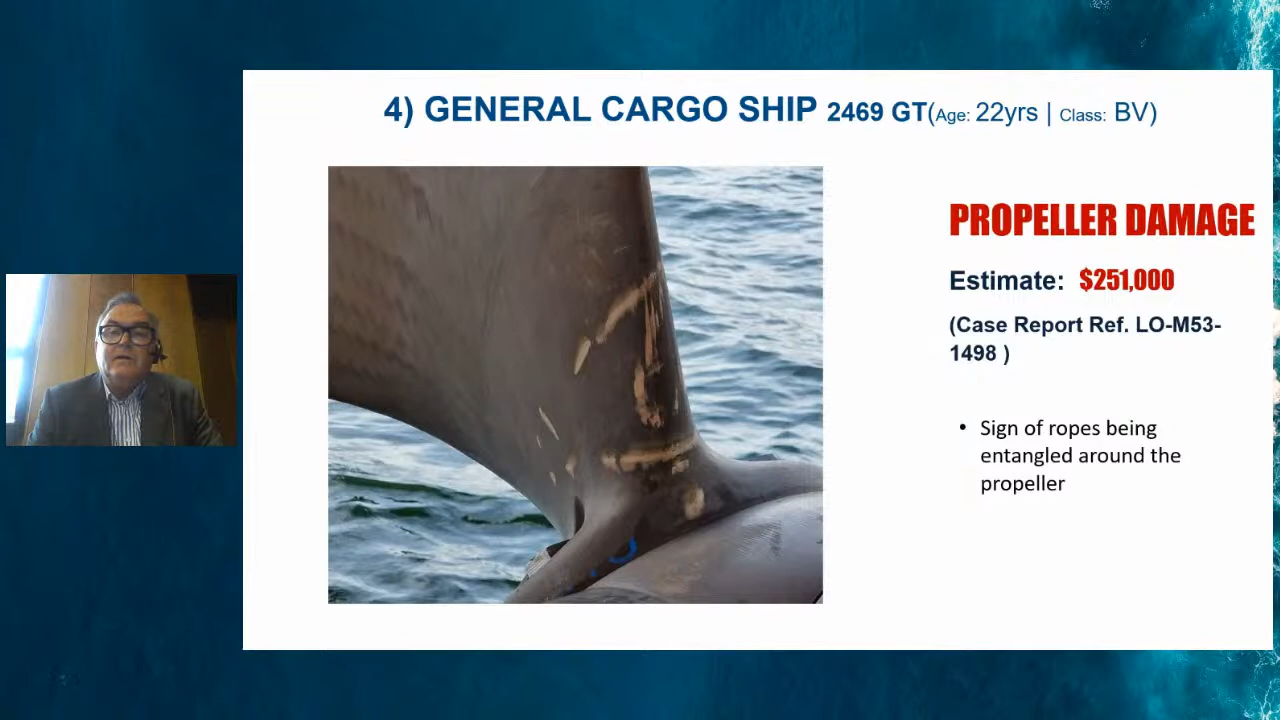 4) GENERAL CARGO SHIP 2469 GT(Age: 22yrs | Class: BV)
PROPELLER DAMAGE
Estimate: $251,000
(Case Report Ref. LO-M53-
1498 )
• Sign of ropes being
entangled around the
propeller